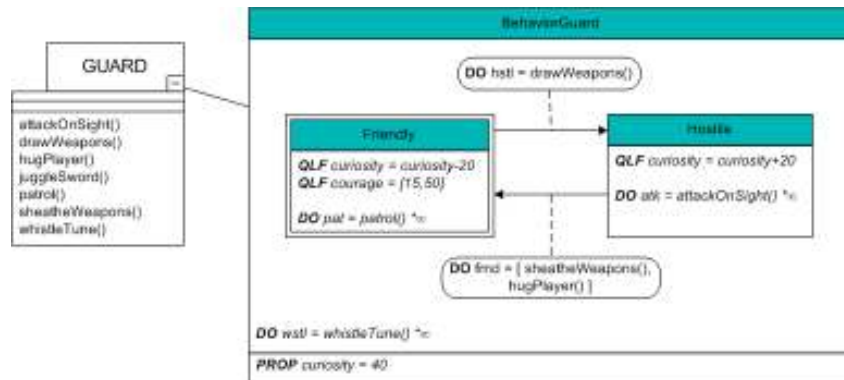 BehaviorGuard
GUARD
attackOnSight()
drawWeapons()
hugPlayer()
juggleSword()
patrol()
sheatheWeapons()
whistleTune()
DO hstl = drawWeapons()
Friendly
QLF curiosity = curiosity-20
QLF courage = [15,50]
DO pat = patrol() *∞
Hostile
QLF curiosity = curiosity+20
DO atk = attackOnSight() *∞
DO frnd = [ sheatheWeapons(),
hugPlayer() ]
DO wstl = whistleTune() *∞
PROP curiosity = 40